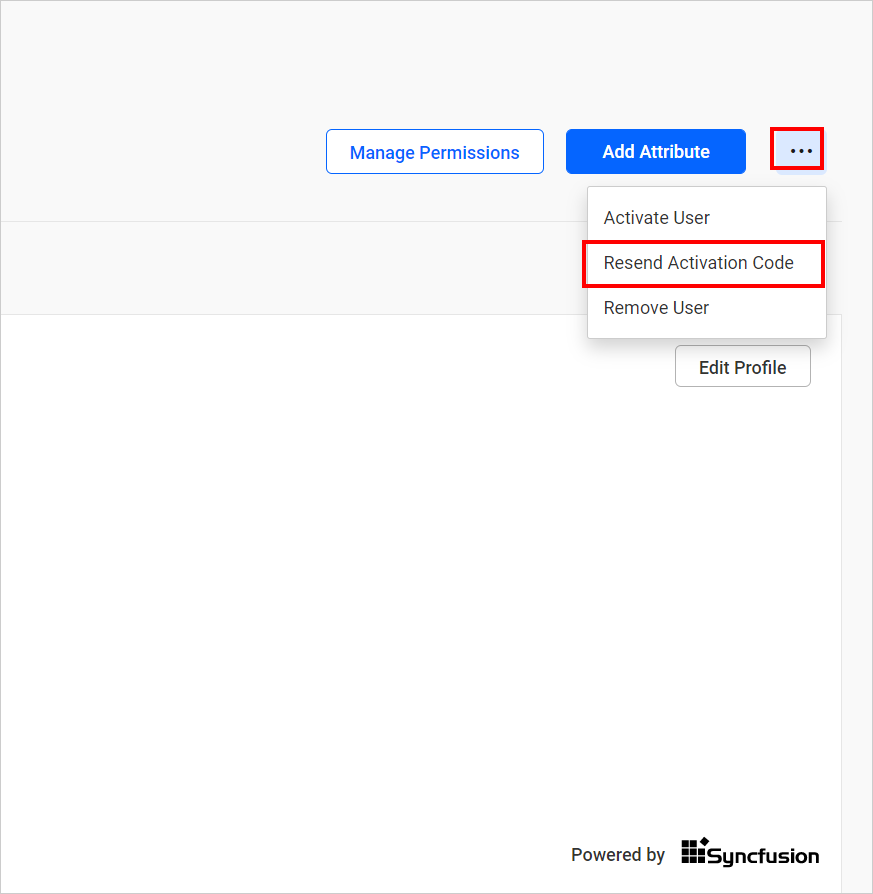 Manage Permissions
Add Attribute
Activate User
Resend Activation Code
Remove User
Edit Profile
Powered by Syncfusion